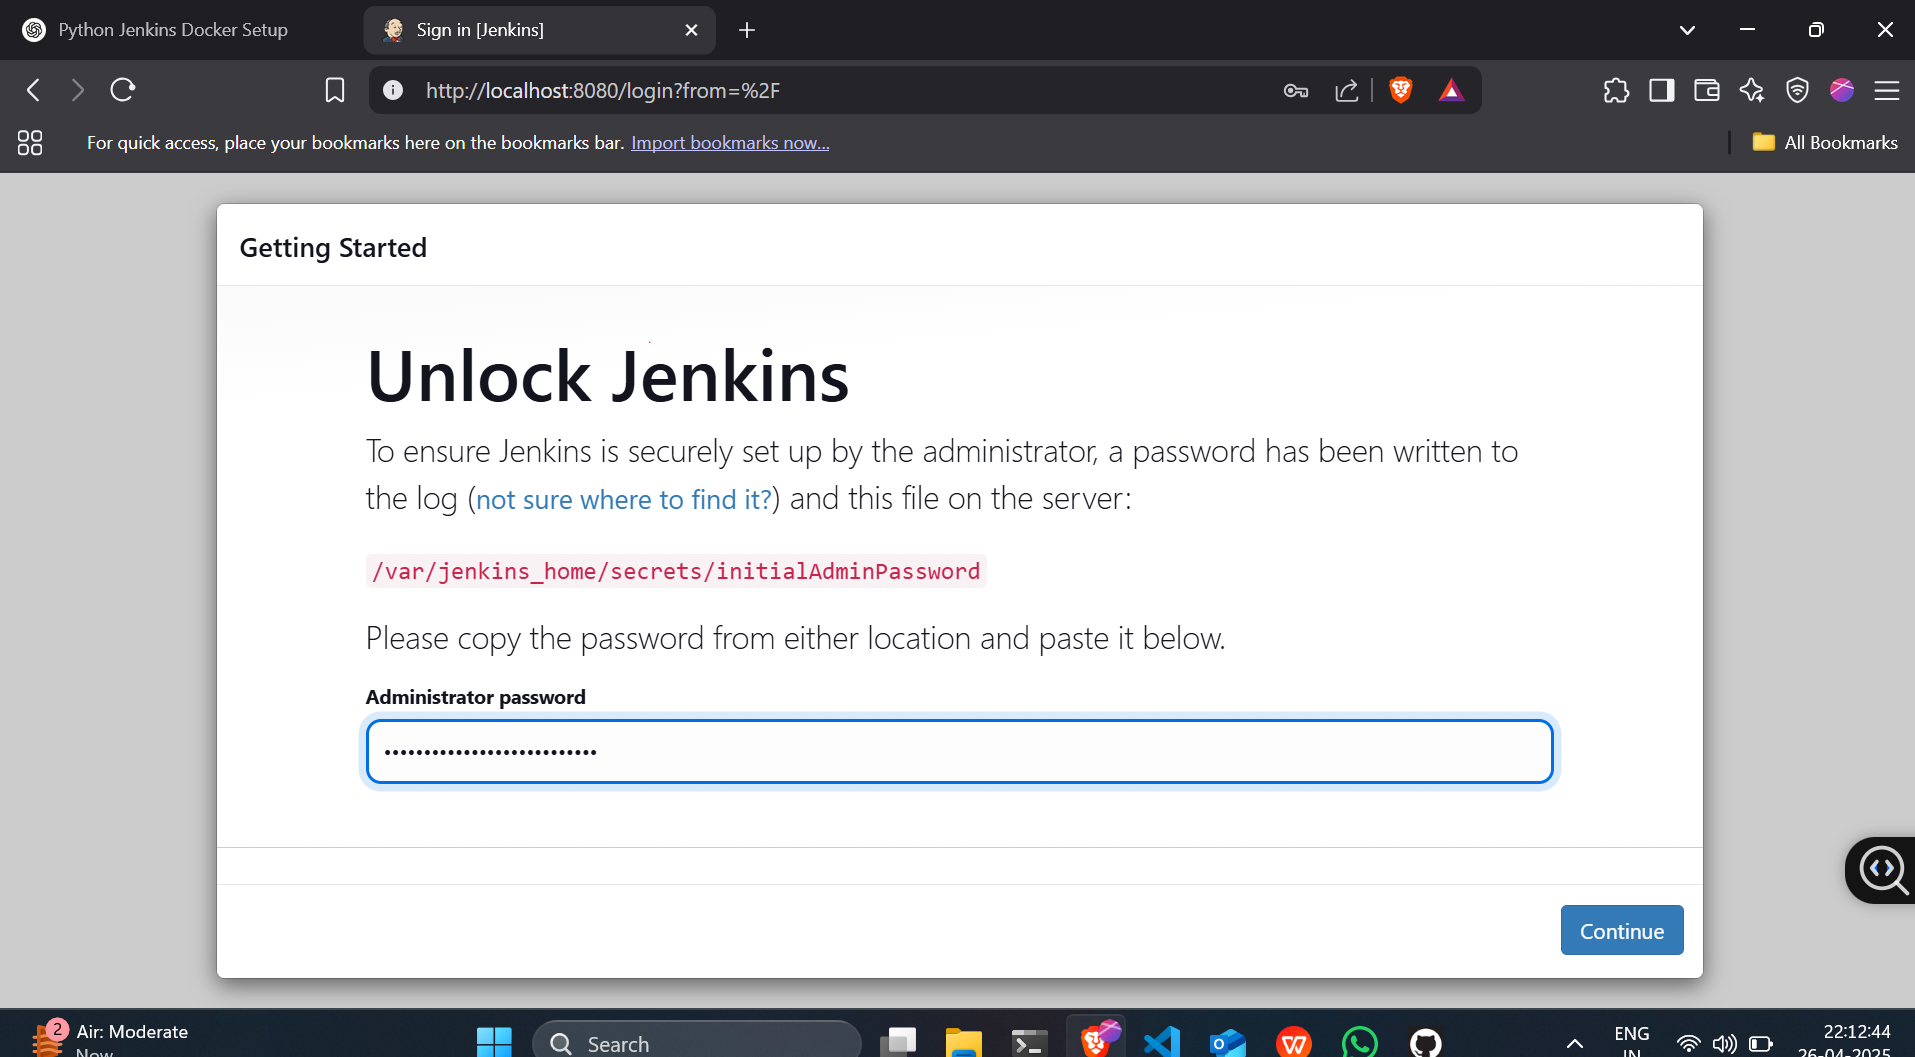 Python Jenkins Docker Setup
Sign in [Jenkins]
http://localhost:8080/login?from=%2F
For quick access, place your bookmarks here on the bookmarks bar. Import bookmarks now...
All Bookmarks
Getting Started
Unlock Jenkins
To ensure Jenkins is securely set up by the administrator, a password has been written to
the log (not sure where to find it?) and this file on the server:
/var/jenkins_home/secrets/initialAdminPassword
Please copy the password from either location and paste it below.
Administrator password
•••••••••••••••••••••••••••
Continue
2
Air: Moderate
Now
Search
ENG
IN
22:12:44
26-04-2025